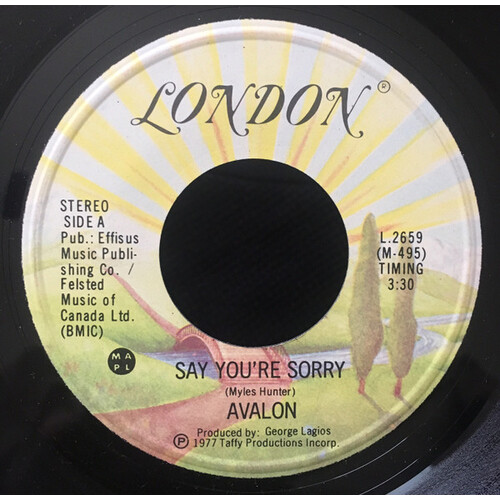 LONDON®
STEREO
SIDE A
Pub.: Effisus
Music Publi-
shing Co. /
Felsted
Music of
Canada Ltd.
(BMIC)
L.2659
(M-495)
TIMING
3:30
M A
P L
SAY YOU'RE SORRY
(Myles Hunter)
AVALON
Produced by: George Lagios
Ⓟ 1977 Taffy Productions Incorp.